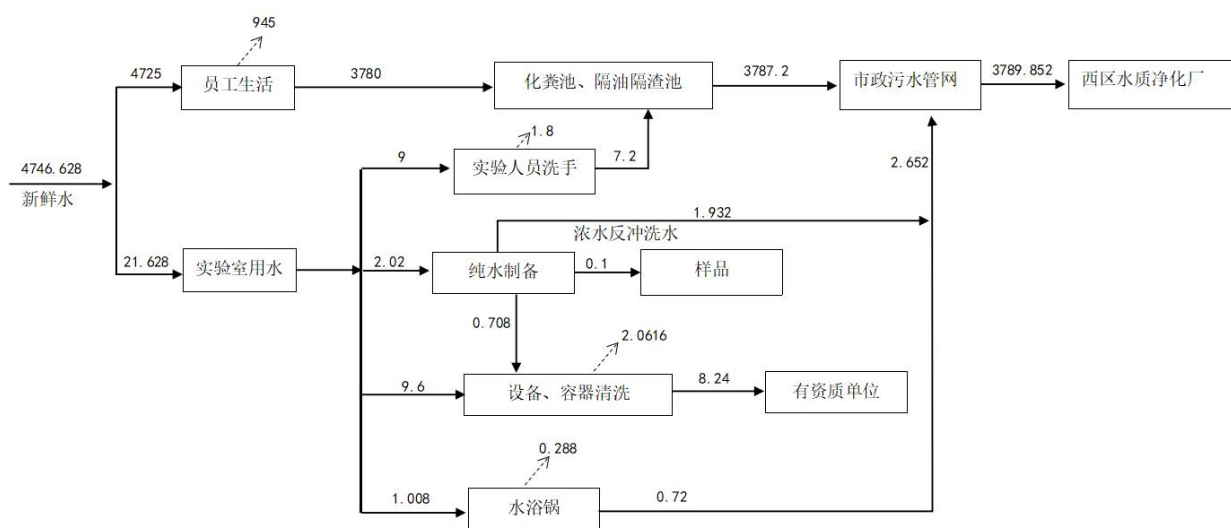 945
4725
员工生活
3780
化粪池、隔油隔渣池
3787.2
市政污水管网
3789.852
西区水质净化厂
4746.628
新鲜水
9
实验人员洗手
1.8
7.2
2.652
21.628
实验室用水
2.02
纯水制备
1.932
浓水反冲洗水
0.1
样品
0.708
2.0616
9.6
设备、容器清洗
8.24
有资质单位
0.288
1.008
水浴锅
0.72